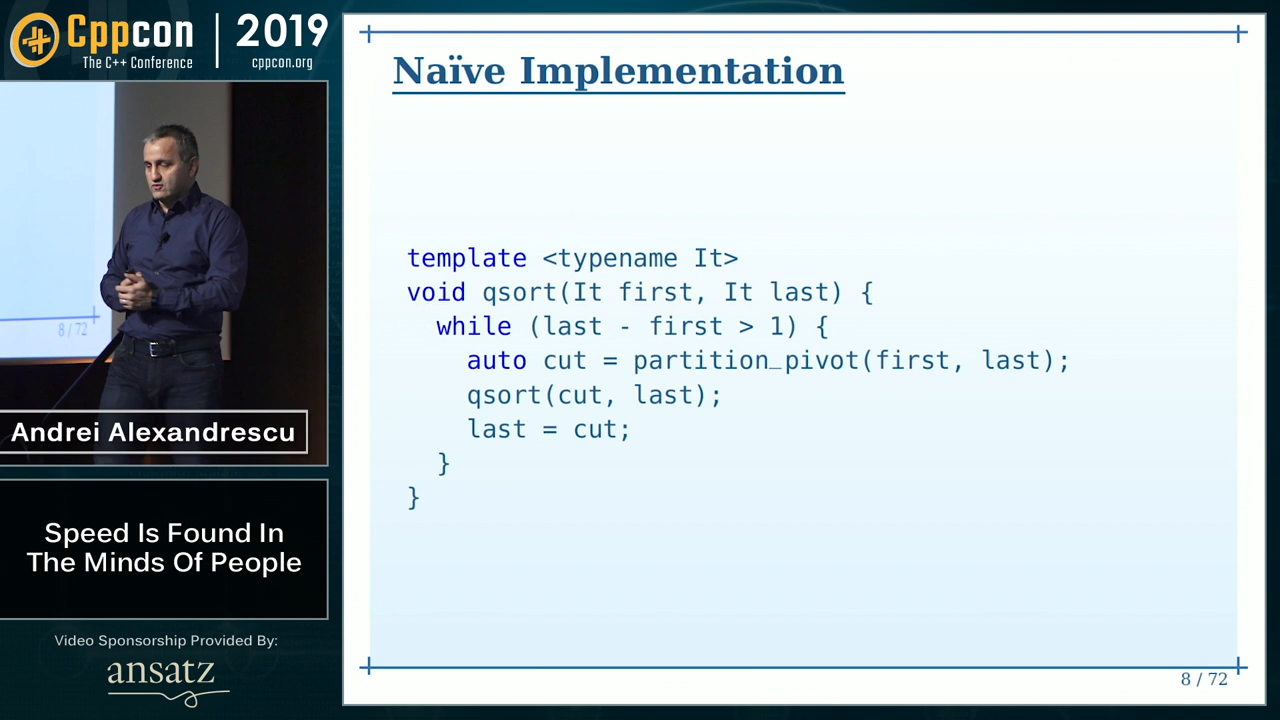 Cppcon
The C++ Conference
2019
cppcon.org
8 / 72
Andrei Alexandrescu
Speed Is Found In
The Minds Of People
Video Sponsorship Provided By:
ansatz
Naïve Implementation
template <typename It>
void qsort(It first, It last) {
  while (last - first > 1) {
    auto cut = partition_pivot(first, last);
    qsort(cut, last);
    last = cut;
  }
}
8 / 72